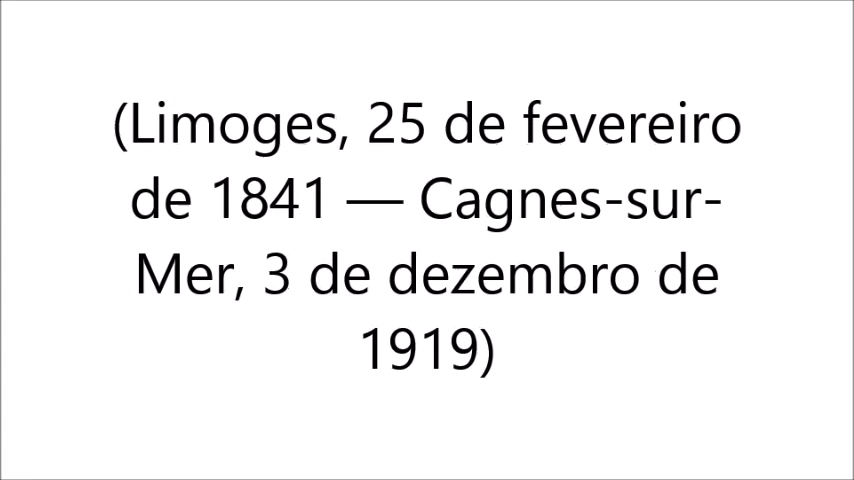 (Limoges, 25 de fevereiro
de 1841 — Cagnes-sur-
Mer, 3 de dezembro de
1919)